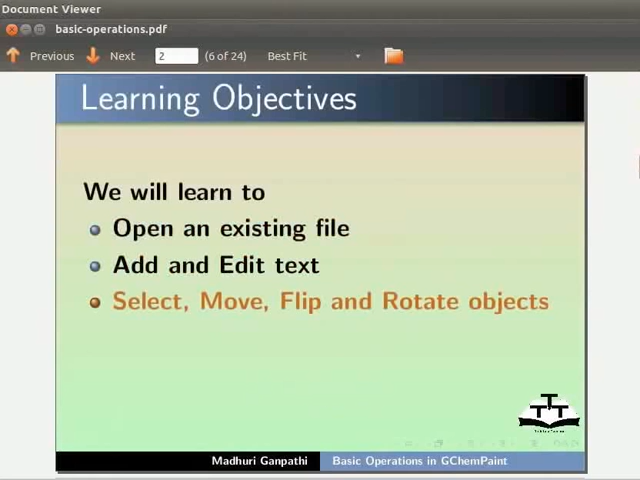 Document Viewer
basic-operations.pdf
Previous Next 2 (6 of 24) Best Fit
Learning Objectives
We will learn to
Open an existing file
Add and Edit text
Select, Move, Flip and Rotate objects
Madhuri Ganpathi Basic Operations in GChemPaint